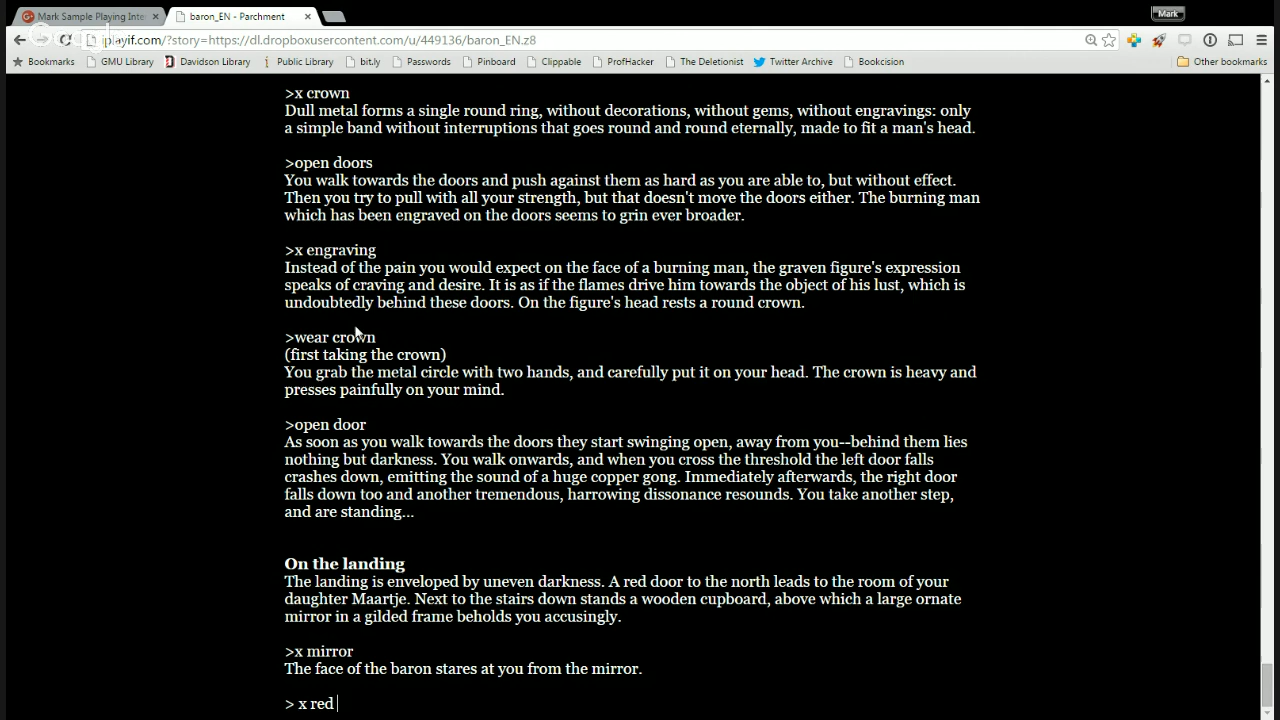 Mark Sample Playing Inte
baron_EN - Parchment
Mark
iplayif.com/?story=https://dl.dropboxusercontent.com/u/449136/baron_EN.z8
Bookmarks GMU Library Davidson Library Public Library bit.ly Passwords Pinboard Clippable ProfHacker The Deletionist Twitter Archive Bookcision Other bookmarks
>x crown
Dull metal forms a single round ring, without decorations, without gems, without engravings: only
a simple band without interruptions that goes round and round eternally, made to fit a man's head.
>open doors
You walk towards the doors and push against them as hard as you are able to, but without effect.
Then you try to pull with all your strength, but that doesn't move the doors either. The burning man
which has been engraved on the doors seems to grin ever broader.
>x engraving
Instead of the pain you would expect on the face of a burning man, the graven figure's expression
speaks of craving and desire. It is as if the flames drive him towards the object of his lust, which is
undoubtedly behind these doors. On the figure's head rests a round crown.
>wear crown
(first taking the crown)
You grab the metal circle with two hands, and carefully put it on your head. The crown is heavy and
presses painfully on your mind.
>open door
As soon as you walk towards the doors they start swinging open, away from you--behind them lies
nothing but darkness. You walk onwards, and when you cross the threshold the left door falls
crashes down, emitting the sound of a huge copper gong. Immediately afterwards, the right door
falls down too and another tremendous, harrowing dissonance resounds. You take another step,
and are standing...
On the landing
The landing is enveloped by uneven darkness. A red door to the north leads to the room of your
daughter Maartje. Next to the stairs down stands a wooden cupboard, above which a large ornate
mirror in a gilded frame beholds you accusingly.
>x mirror
The face of the baron stares at you from the mirror.
> x red